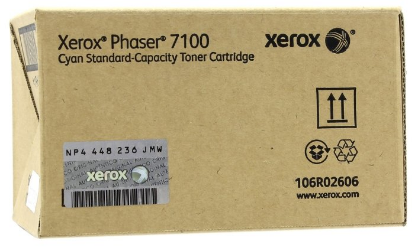 Xerox® Phaser® 7100
Cyan Standard-Capacity Toner Cartridge
xerox
NP4 448 236 JMW
xerox
106R02606
www.xerox.com